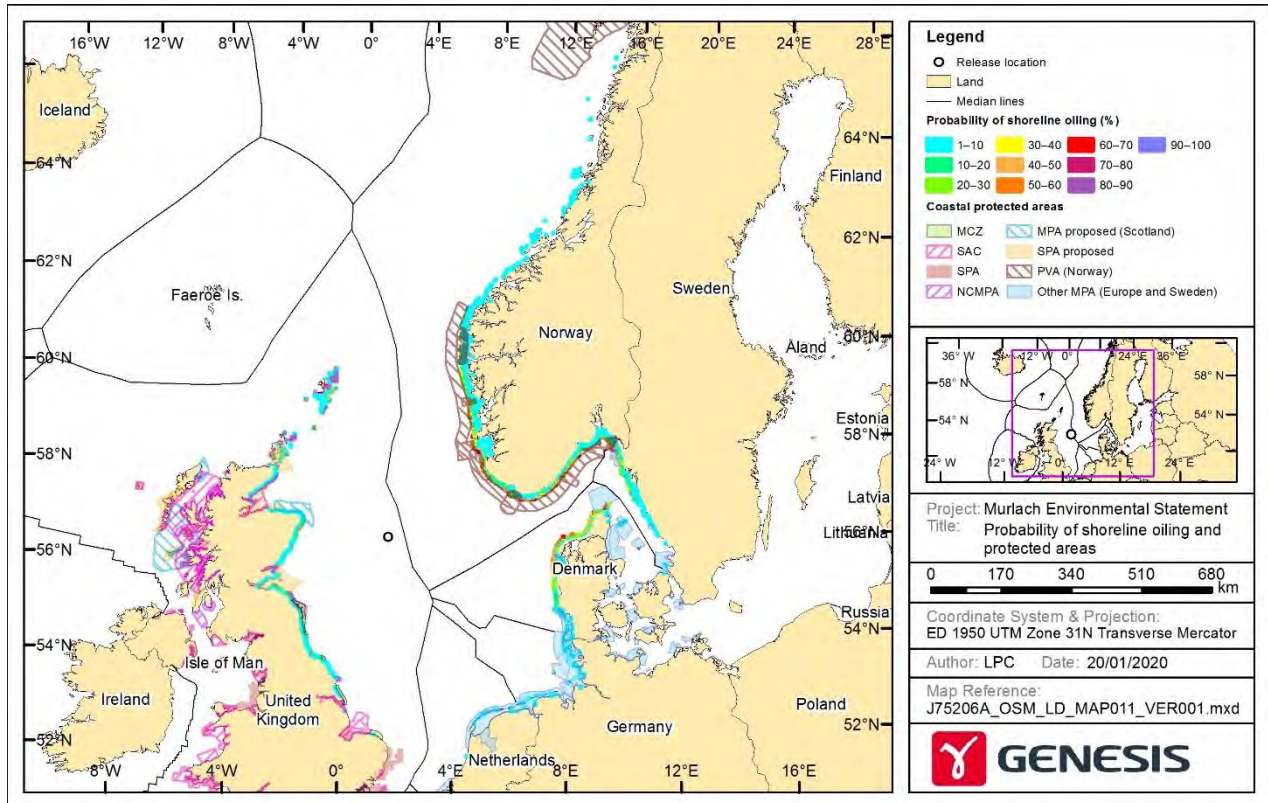 16°W 12°W 8°W 4°W 0° 4°E 8°E 12°E 16°E 20°E 24°E 28°E
Iceland
64°N
64°N
Finland
62°N
62°N
Faeroe Is.
Sweden
Norway
60°N
Åland
60°N
Estonia
58°N
58°N
Latvia
Lithuania
56°N
56°N
Denmark
Russia
54°N
54°N
Isle of Man
Ireland
United
Kingdom
Poland
Germany
52°N
52°N
Netherlands
8°W 4°W 0° 4°E 8°E 12°E 16°E
Legend
Release location
Land
Median lines
Probability of shoreline oiling (%)
1–10 30–40 60–70 90–100
10–20 40–50 70–80
20–30 50–60 80–90
Coastal protected areas
MCZ MPA proposed (Scotland)
SAC SPA proposed
SPA PVA (Norway)
NCMPA Other MPA (Europe and Sweden)
36°W 12°W 0° 24°E 36°E
58° N
58° N
54° N
54° N
24°W 12°W 0° 12°E 24°E
Project: Murlach Environmental Statement
Title: Probability of shoreline oiling and
protected areas
0 170 340 510 680
km
Coordinate System & Projection:
ED 1950 UTM Zone 31N Transverse Mercator
Author: LPC Date: 20/01/2020
Map Reference:
J75206A_OSM_LD_MAP011_VER001.mxd
GENESIS